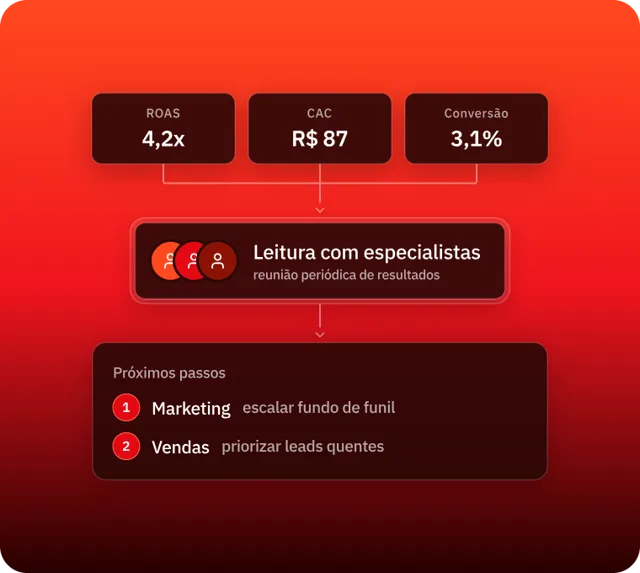 ROAS
4,2x
CAC
R$ 87
Conversão
3,1%
Leitura com especialistas
reunião periódica de resultados
Próximos passos
1 Marketing escalar fundo de funil
2 Vendas priorizar leads quentes